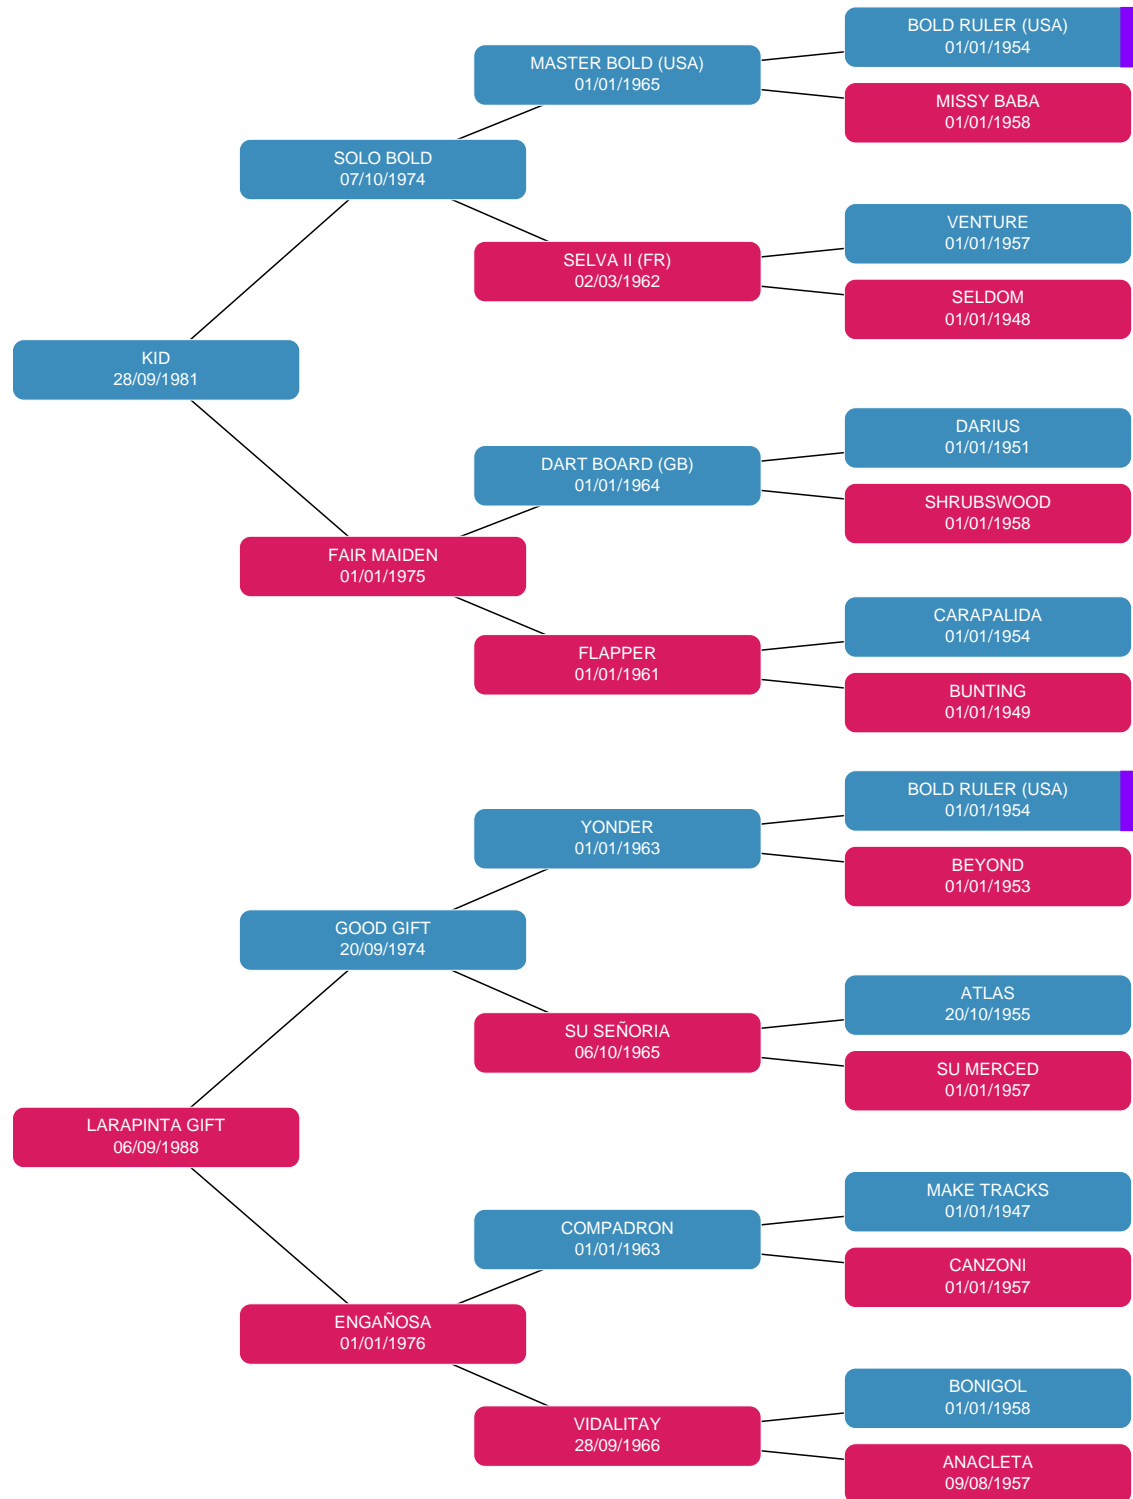 BOLD RULER (USA)
01/01/1954
MASTER BOLD (USA)
01/01/1965
MISSY BABA
01/01/1958
SOLO BOLD
07/10/1974
VENTURE
01/01/1957
SELVA II (FR)
02/03/1962
SELDOM
01/01/1948
KID
28/09/1981
DARIUS
01/01/1951
DART BOARD (GB)
01/01/1964
SHRUBSWOOD
01/01/1958
FAIR MAIDEN
01/01/1975
CARAPALIDA
01/01/1954
FLAPPER
01/01/1961
BUNTING
01/01/1949
BOLD RULER (USA)
01/01/1954
YONDER
01/01/1963
BEYOND
01/01/1953
GOOD GIFT
20/09/1974
ATLAS
20/10/1955
SU SEÑORIA
06/10/1965
SU MERCED
01/01/1957
LARAPINTA GIFT
06/09/1988
MAKE TRACKS
01/01/1947
COMPADRON
01/01/1963
CANZONI
01/01/1957
ENGAÑOSA
01/01/1976
BONIGOL
01/01/1958
VIDALITAY
28/09/1966
ANACLETA
09/08/1957